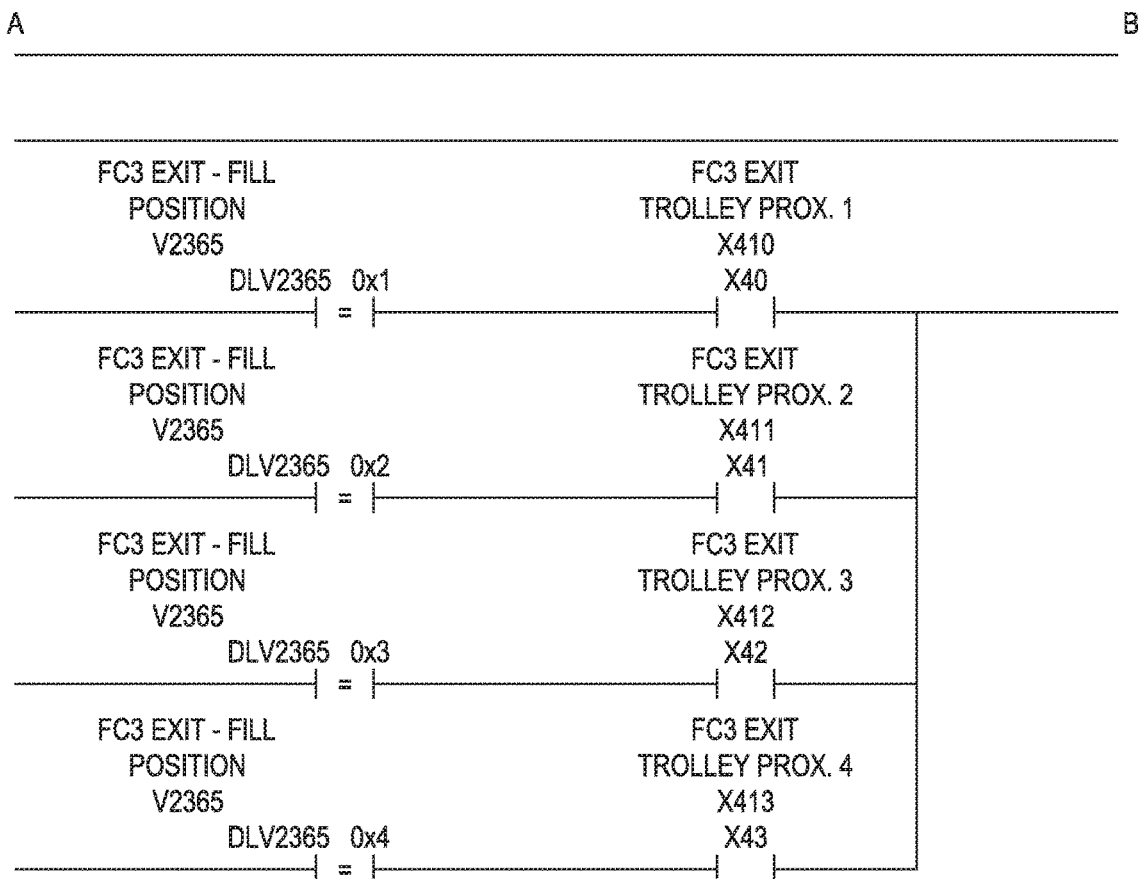 A B
FC3 EXIT - FILL FC3 EXIT
POSITION TROLLEY PROX. 1
V2365 X410
DLV2365 0x1 X40
=
FC3 EXIT - FILL FC3 EXIT
POSITION TROLLEY PROX. 2
V2365 X411
DLV2365 0x2 X41
=
FC3 EXIT - FILL FC3 EXIT
POSITION TROLLEY PROX. 3
V2365 X412
DLV2365 0x3 X42
=
FC3 EXIT - FILL FC3 EXIT
POSITION TROLLEY PROX. 4
V2365 X413
DLV2365 0x4 X43
=